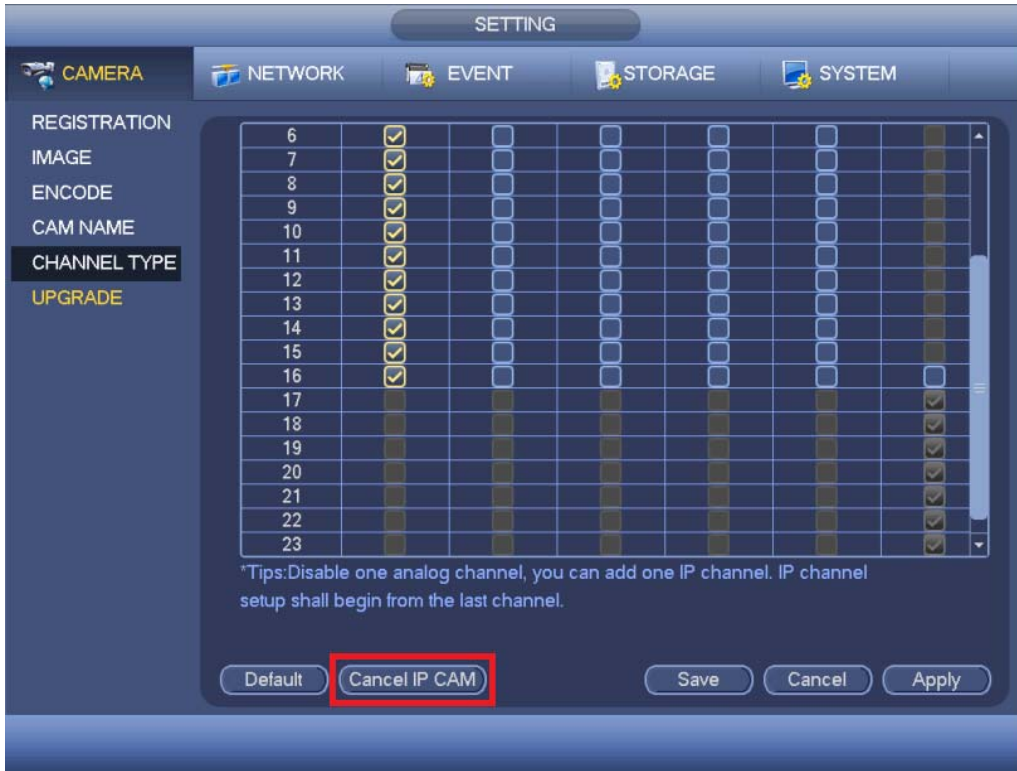 SETTING
CAMERA NETWORK EVENT STORAGE SYSTEM
REGISTRATION
IMAGE
ENCODE
CAM NAME
CHANNEL TYPE
UPGRADE
6
7
8
9
10
11
12
13
14
15
16
17
18
19
20
21
22
23
*Tips:Disable one analog channel, you can add one IP channel. IP channel
setup shall begin from the last channel.
Default Cancel IP CAM Save Cancel Apply